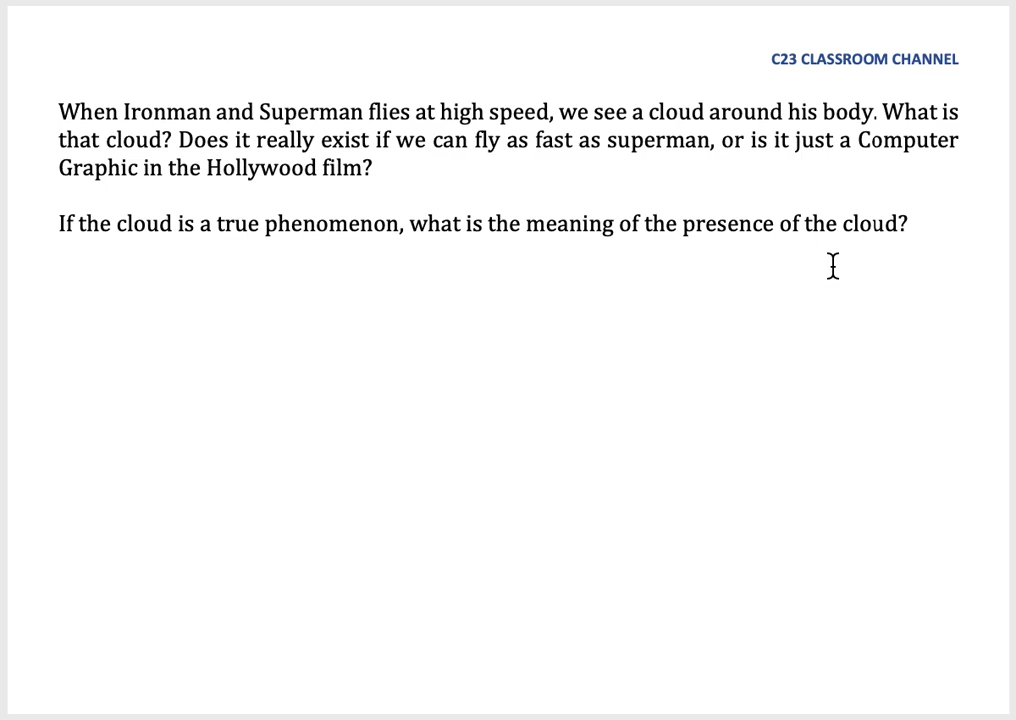 C23 CLASSROOM CHANNEL
When Ironman and Superman flies at high speed, we see a cloud around his body. What is
that cloud? Does it really exist if we can fly as fast as superman, or is it just a Computer
Graphic in the Hollywood film?
If the cloud is a true phenomenon, what is the meaning of the presence of the cloud?